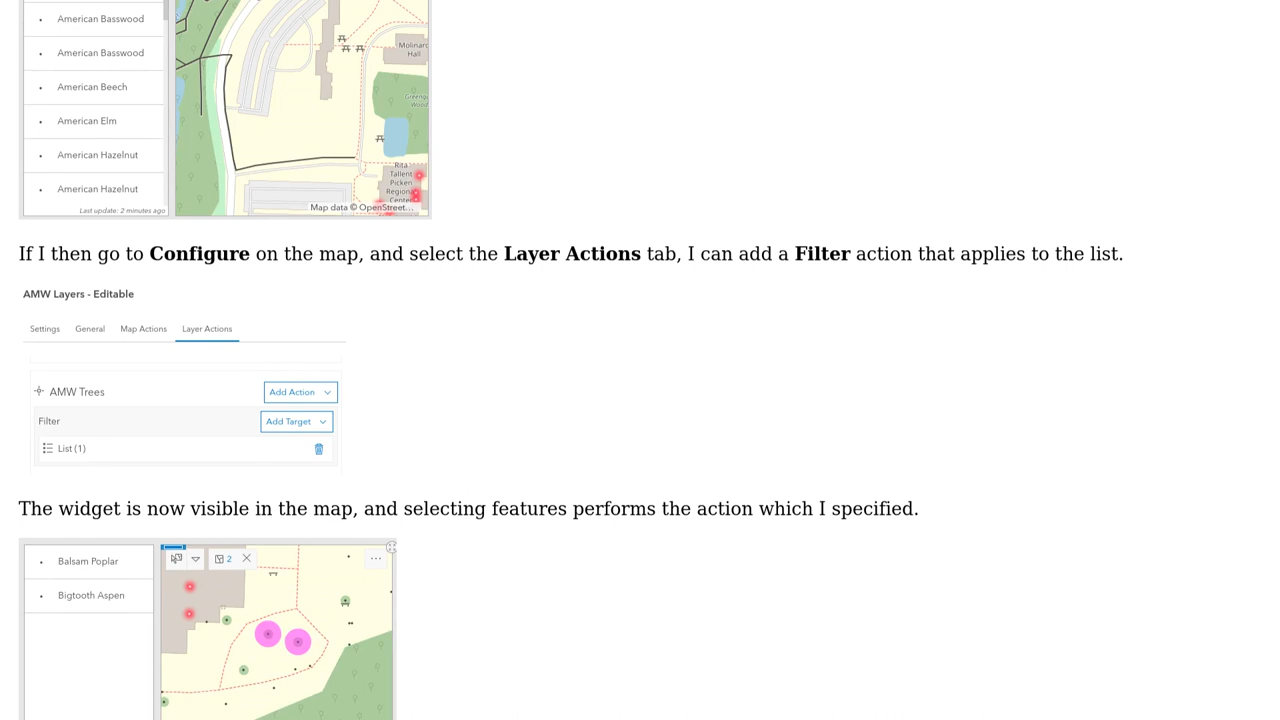 American Basswood
American Basswood
American Beech
American Elm
American Hazelnut
American Hazelnut
Last update: 2 minutes ago
Hall
Rita
Tallent
Picken
Region
Center
Map data © OpenStreet...
If I then go to Configure on the map, and select the Layer Actions tab, I can add a Filter action that applies to the list.
AMW Layers - Editable
Settings General Map Actions Layer Actions
AMW Trees Add Action
Filter Add Target
List (1)
The widget is now visible in the map, and selecting features performs the action which I specified.
2 ...
Balsam Poplar
Bigtooth Aspen